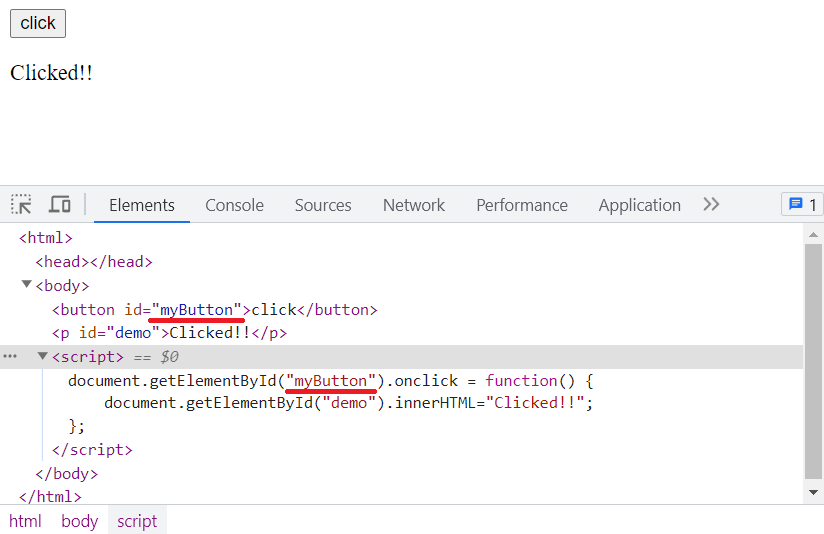 click
Clicked!!
Elements Console Sources Network Performance Application 1
<html>
<head></head>
<body>
<button id="myButton">click</button>
<p id="demo">Clicked!!</p>
<script> == $0
document.getElementById("myButton").onclick = function() {
document.getElementById("demo").innerHTML="Clicked!!";
};
</script>
</body>
</html>
html body script